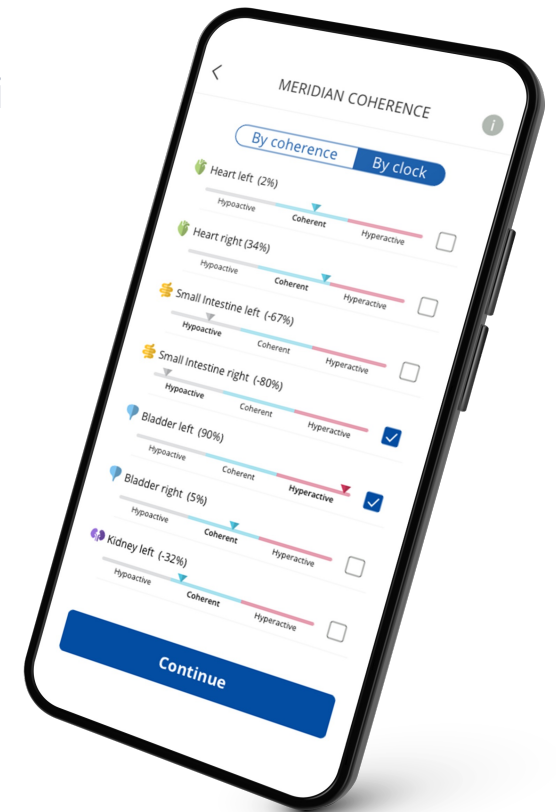 MERIDIAN COHERENCE
i
By coherence By clock
Heart left (2%)
Hypoactive Coherent Hyperactive
Heart right (34%)
Hypoactive Coherent Hyperactive
Small Intestine left (-67%)
Hypoactive Coherent Hyperactive
Small Intestine right (-80%)
Hypoactive Coherent Hyperactive
Bladder left (90%)
Hypoactive Coherent Hyperactive
Bladder right (5%)
Hypoactive Coherent Hyperactive
Kidney left (-32%)
Hypoactive Coherent Hyperactive
Continue